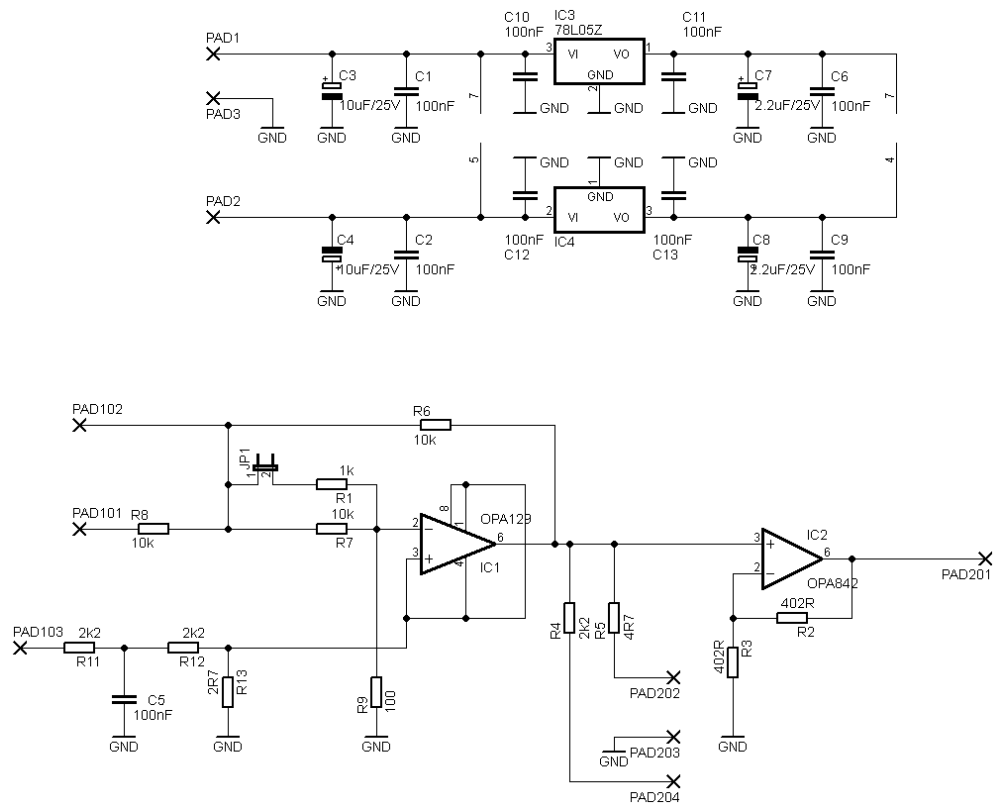 C10
100nF
IC3
78L05Z
C11
100nF
PAD1
3
VI
VO
1
GND
2
C3
10uF/25V
C1
100nF
7
GND
GND
GND
C7
2.2uF/25V
C6
100nF
7
PAD3
GND
GND
GND
GND
GND
5
GND
GND
GND
4
1
GND
PAD2
2
VI
VO
3
100nF
C12
IC4
100nF
C13
C4
10uF/25V
C2
100nF
C8
2.2uF/25V
C9
100nF
GND
GND
GND
GND
PAD102
R6
10k
JP1
1
2
1k
R1
PAD101
R8
10k
10k
R7
8
1
OPA129
2
3
6
4
IC1
3
2
IC2
6
OPA842
PAD201
402R
R2
PAD103
2k2
R11
2k2
R12
R4
2k2
R5
4R7
402R
R3
C5
100nF
2R7
R13
R9
100
PAD202
GND
GND
GND
GND
PAD203
GND
PAD204